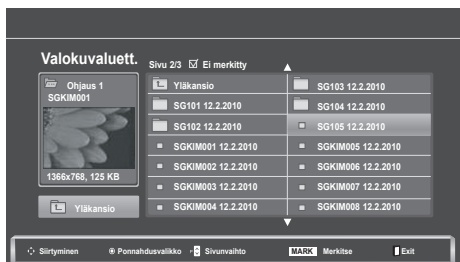 Valokuvaluett.
Sivu 2/3 ☑ Ei merkitty
Ohjaus 1
SGKIM001
1366x768, 125 KB
Yläkansio
Yläkansio
SG101 12.2.2010
SG102 12.2.2010
SGKIM001 12.2.2010
SGKIM002 12.2.2010
SGKIM003 12.2.2010
SGKIM004 12.2.2010
SG103 12.2.2010
SG104 12.2.2010
SG105 12.2.2010
SGKIM005 12.2.2010
SGKIM006 12.2.2010
SGKIM007 12.2.2010
SGKIM008 12.2.2010
Siirtyminen Ponnahdusvalikko Sivunvaihto MARK Merkitse Exit